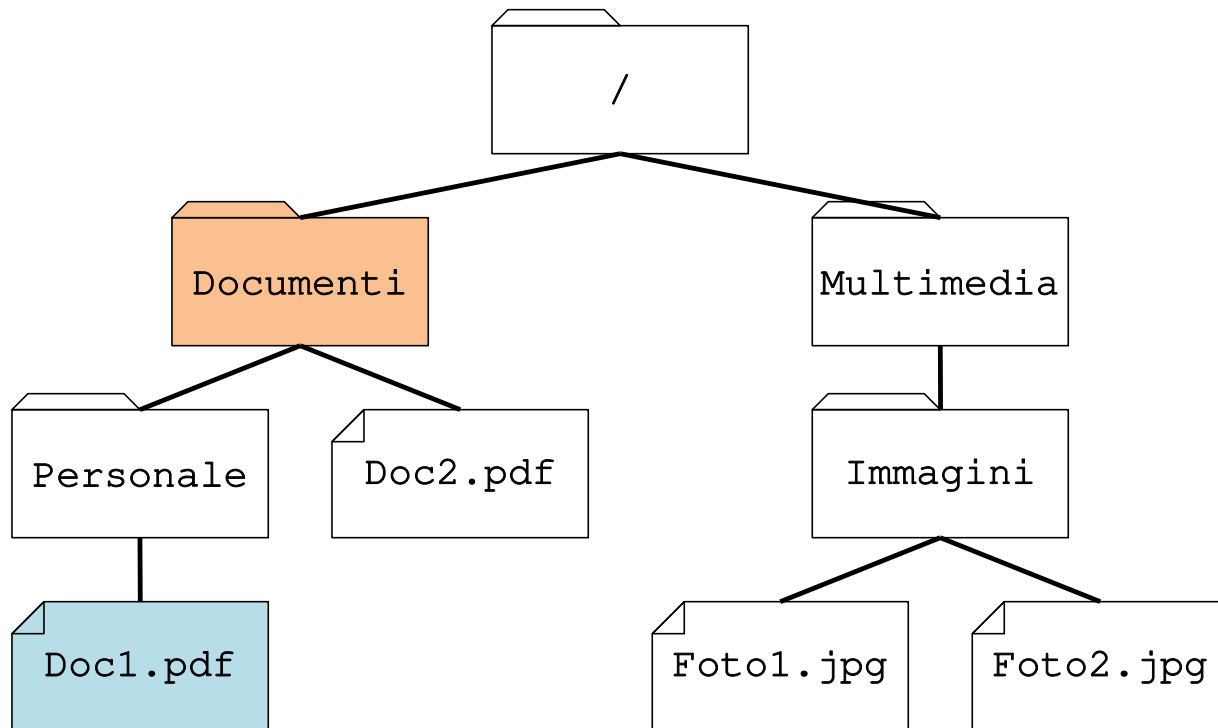 /
Documenti
Multimedia
Personale
Doc2.pdf
Immagini
Doc1.pdf
Foto1.jpg
Foto2.jpg